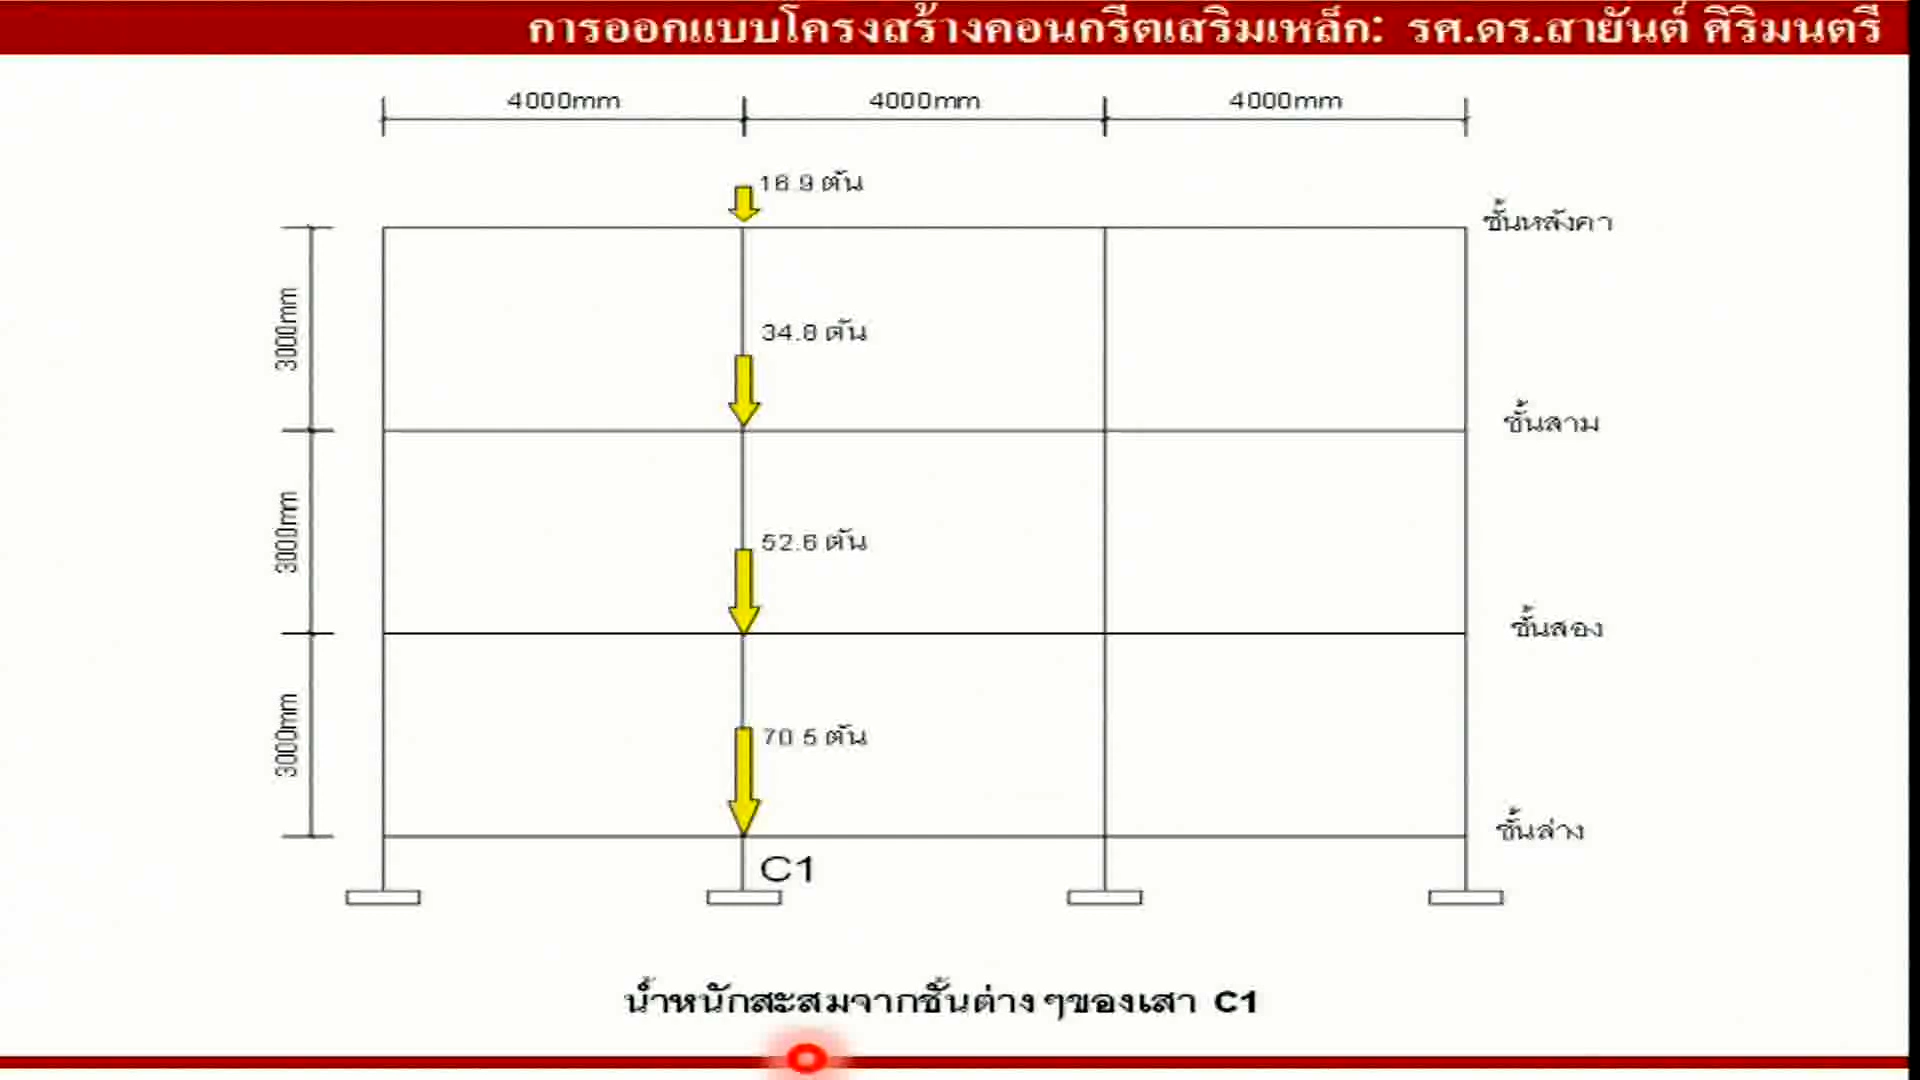 การออกแบบโครงสร้างคอนกรีตเสริมเหล็ก: รศ.ดร.สายันต์ ศิริมนตรี
4000mm 4000mm 4000mm
16.9 ตัน
ชั้นหลังคา
3000mm
34.8 ตัน
ชั้นสาม
3000mm
52.6 ตัน
ชั้นสอง
3000mm
70.5 ตัน
ชั้นล่าง
C1
น้ำหนักสะสมจากชั้นต่างๆของเสา C1